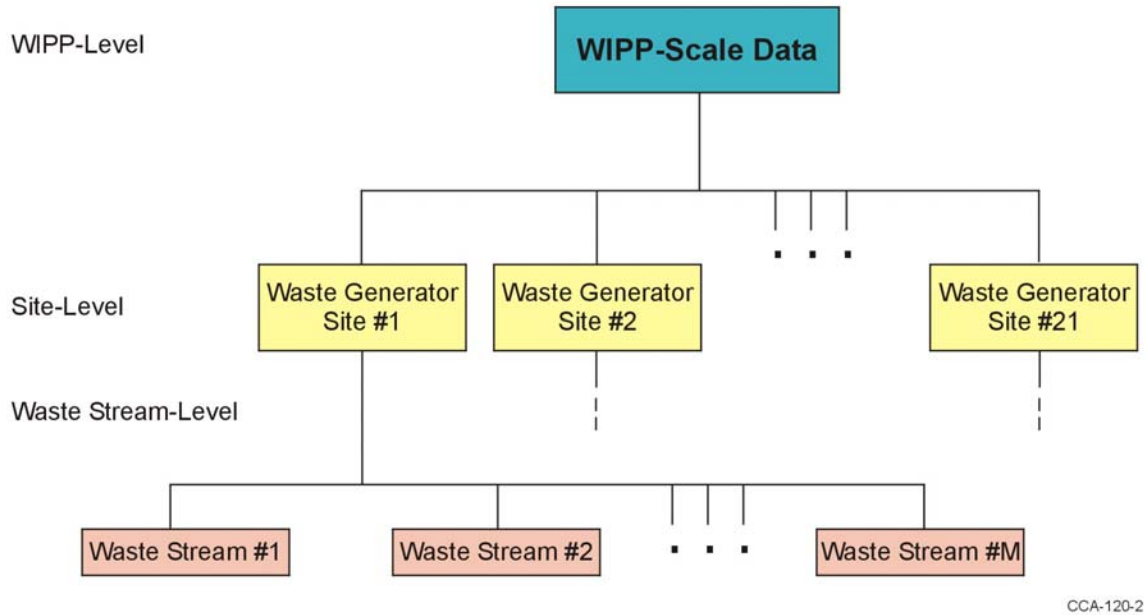 WIPP-Level
WIPP-Scale Data
Site-Level
Waste Generator
Site #1
Waste Generator
Site #2
Waste Generator
Site #21
Waste Stream-Level
Waste Stream #1
Waste Stream #2
Waste Stream #M
CCA-120-2